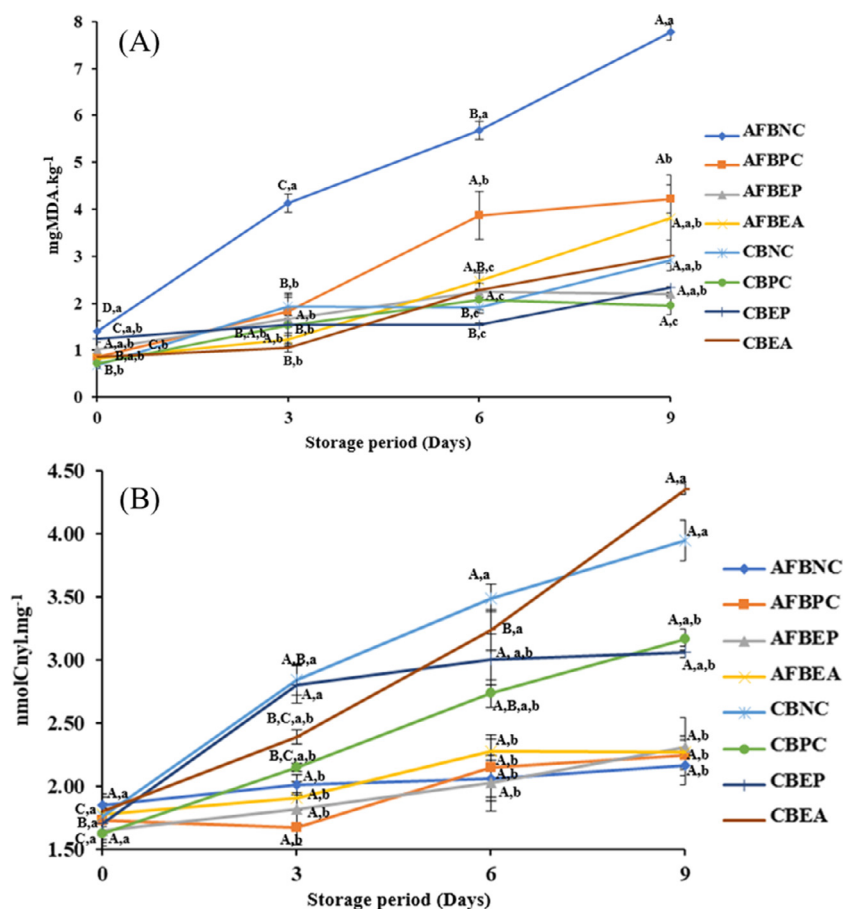 (A)
8
7
6
5
4
3
2
1
0
mgMDA.kg-1
D,a
C,a,b
A,a,b
B,a,b
C,b
B,b
C,a
B,b
A,b
B,A,b
B,b
A,b
B,b
B,a
A,b
A,B,c
A,c
B,c
B,c
A,a
Ab
A,a,b
A,a,b
A,a,b
A,c
0 3 6 9
Storage period (Days)
AFBNC
AFBPC
AFBEP
AFBEA
CBNC
CBPC
CBEP
CBEA
(B)
4.50
4.00
3.50
3.00
2.50
2.00
1.50
nmolCnyl.mg-1
A,a
C,a
B,a
C,a
A,a
A,B,a
A,a
B,C,a,b
B,C,a,b
A,b
A,b
A,b
A,b
A,a
B,a
A, a,b
A,B,a,b
A,b
A,b
A,b
A,b
A,a
A,a
A,a,b
A,a,b
A,b
A,b
A,b
0 3 6 9
Storage period (Days)
AFBNC
AFBPC
AFBEP
AFBEA
CBNC
CBPC
CBEP
CBEA